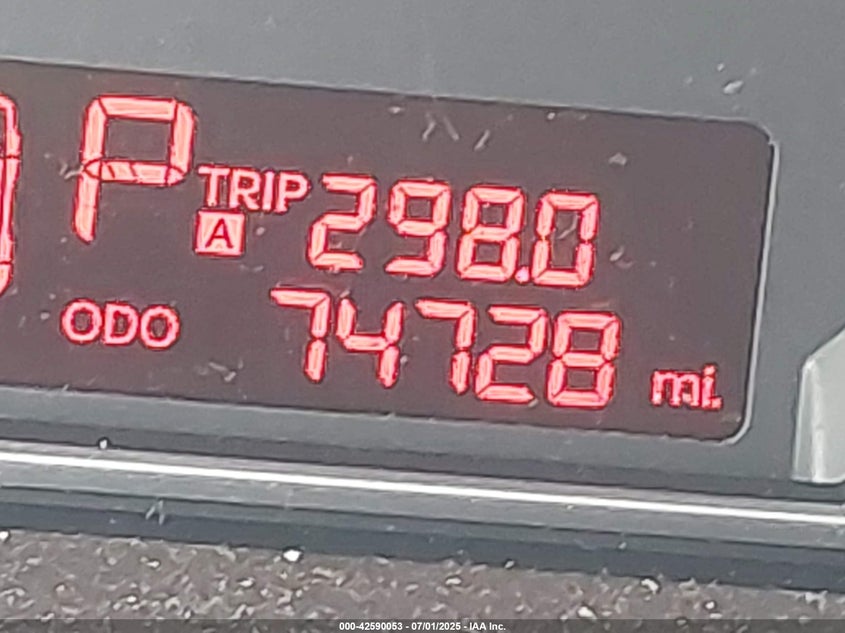 P TRIP A 298.0
ODO 74728 mi.
000-42590053 - 07/01/2025 - IAA Inc.